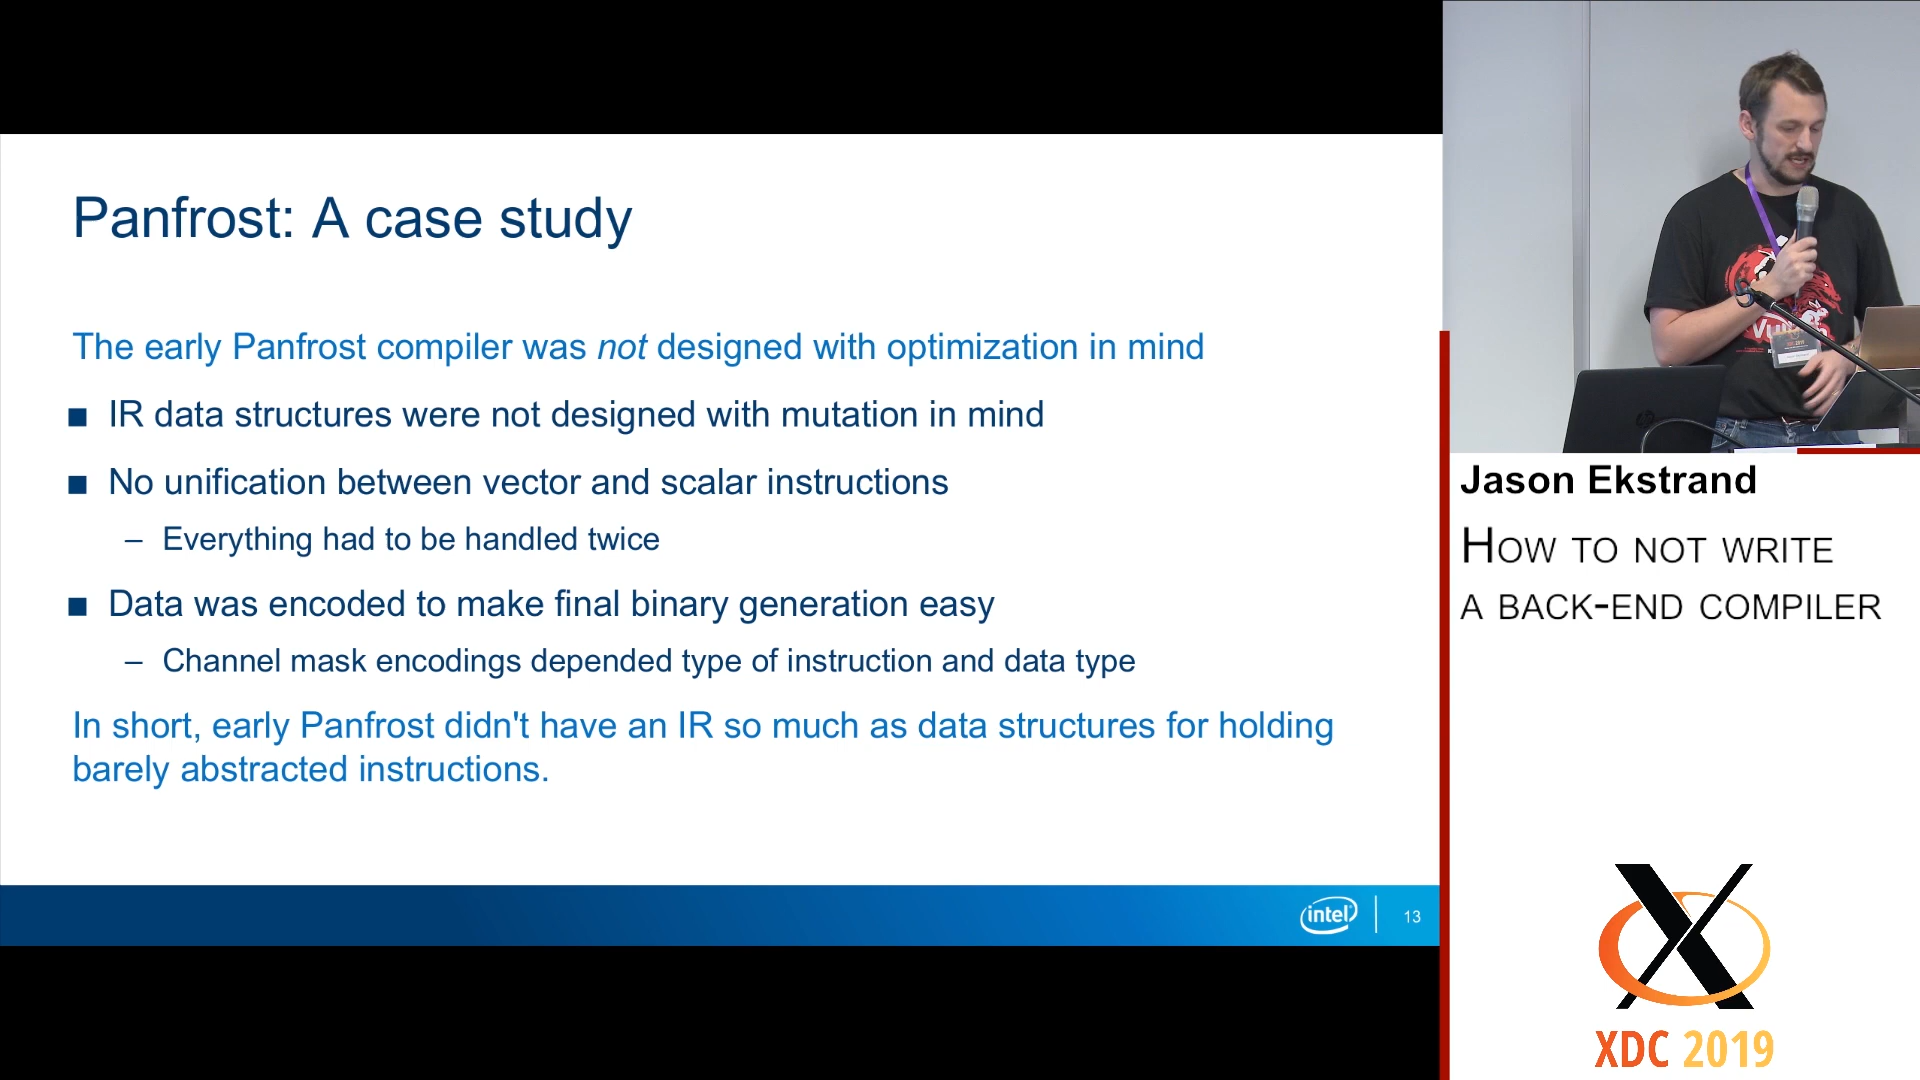 Panfrost: A case study
The early Panfrost compiler was not designed with optimization in mind
■ IR data structures were not designed with mutation in mind
■ No unification between vector and scalar instructions
– Everything had to be handled twice
■ Data was encoded to make final binary generation easy
– Channel mask encodings depended type of instruction and data type
In short, early Panfrost didn't have an IR so much as data structures for holding
barely abstracted instructions.
intel
13
Jason Ekstrand
HOW TO NOT WRITE
A BACK-END COMPILER
X
XDC 2019